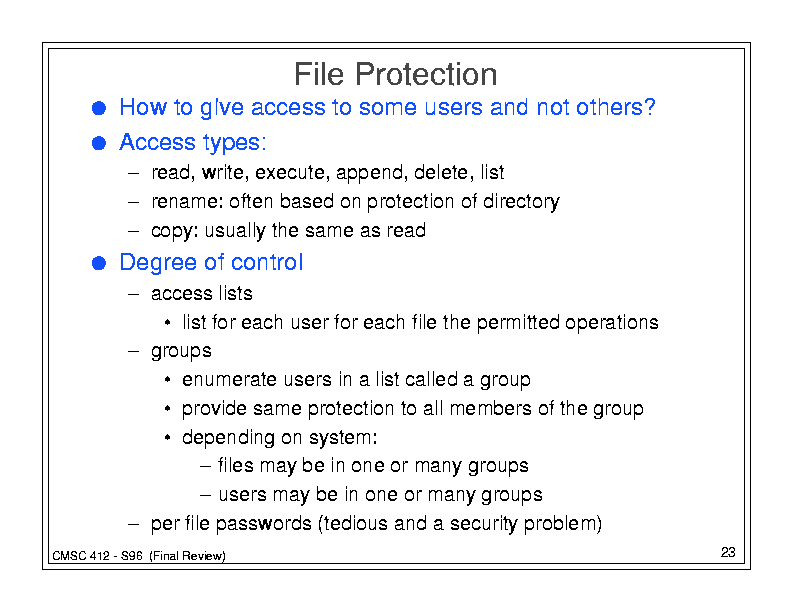 File Protection
● How to give access to some users and not others?
● Access types:
– read, write, execute, append, delete, list
– rename: often based on protection of directory
– copy: usually the same as read
● Degree of control
– access lists
• list for each user for each file the permitted operations
– groups
• enumerate users in a list called a group
• provide same protection to all members of the group
• depending on system:
– files may be in one or many groups
– users may be in one or many groups
– per file passwords (tedious and a security problem)
CMSC 412 - S96 (Final Review)
23